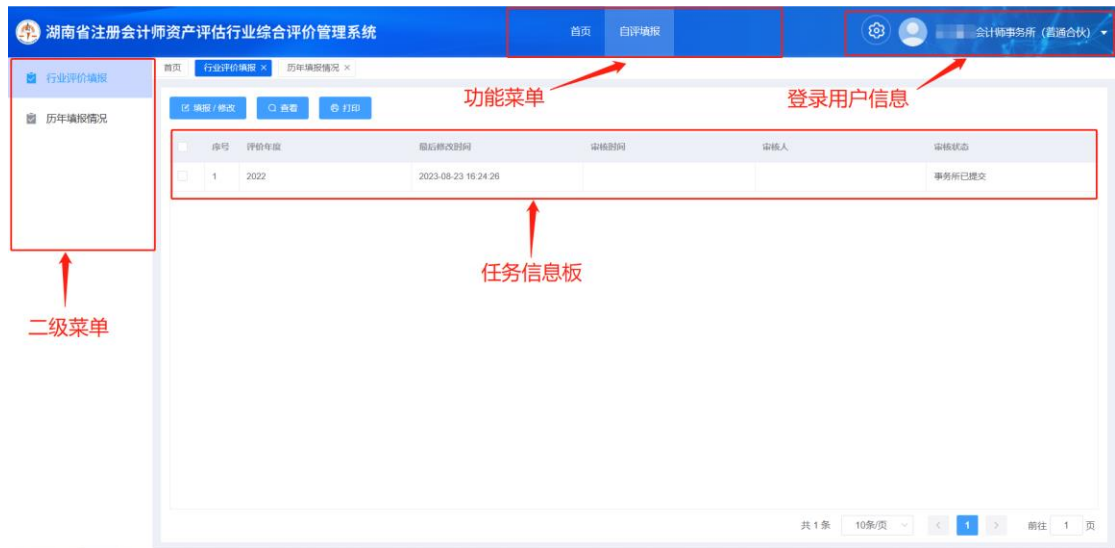 湖南省注册会计师资产评估行业综合评价管理系统
首页 自评填报
会计师事务所（普通合伙）
行业评价填报
历年填报情况
首页 行业评价填报 × 历年填报情况 ×
功能菜单
登录用户信息
填报 / 修改 查看 打印
序号 评价年度 最后修改时间 审核时间 审核人 审核状态
1 2022 2023-08-23 16:24:26 事务所已提交
任务信息板
二级菜单
共 1 条 10条/页 < 1 > 前往 1 页